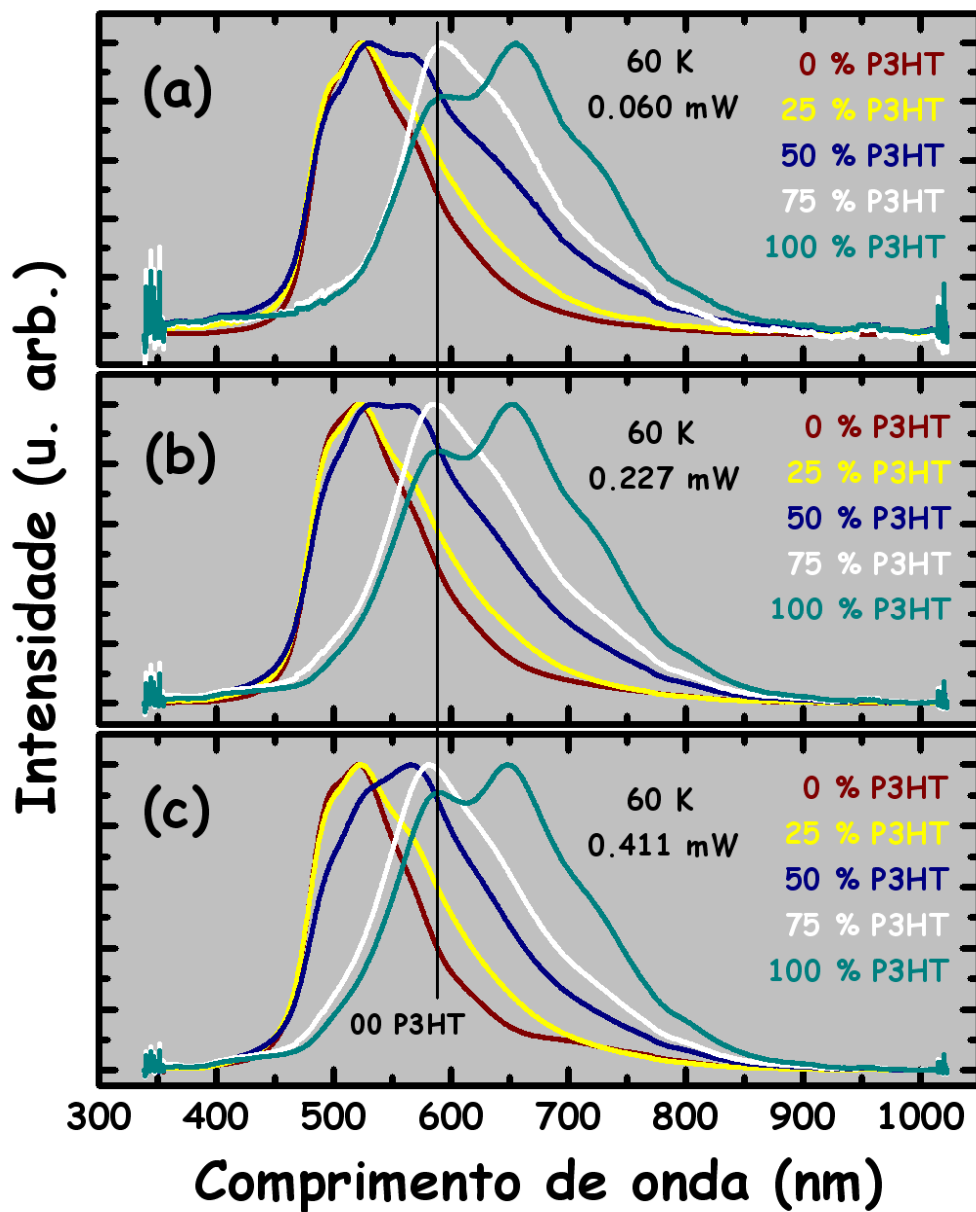 Intensidade (u. arb.)
(a)
60 K
0.060 mW
0 % P3HT
25 % P3HT
50 % P3HT
75 % P3HT
100 % P3HT
(b)
60 K
0.227 mW
0 % P3HT
25 % P3HT
50 % P3HT
75 % P3HT
100 % P3HT
(c)
60 K
0.411 mW
0 % P3HT
25 % P3HT
50 % P3HT
75 % P3HT
100 % P3HT
00 P3HT
300 400 500 600 700 800 900 1000
Comprimento de onda (nm)